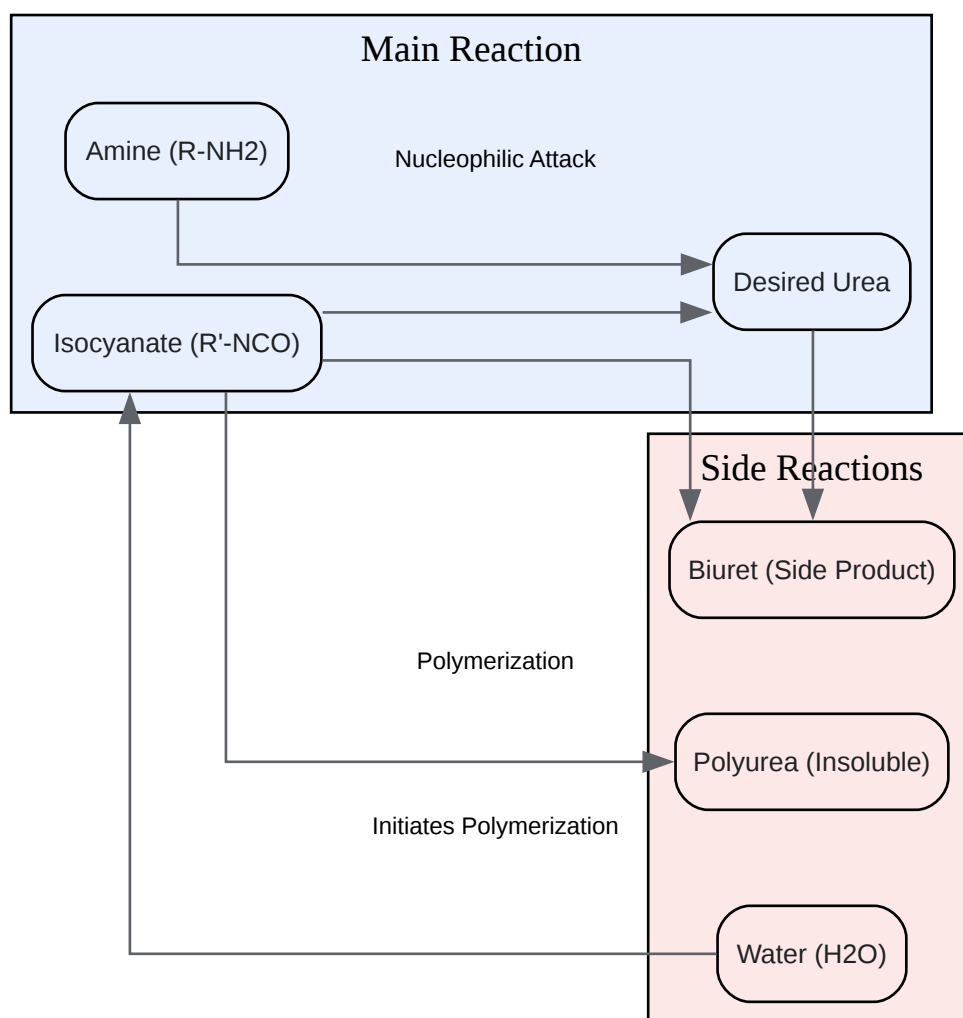 Main Reaction
Amine (R-NH2)
Nucleophilic Attack
Desired Urea
Isocyanate (R'-NCO)
Side Reactions
Biuret (Side Product)
Polymerization
Polyurea (Insoluble)
Initiates Polymerization
Water (H2O)